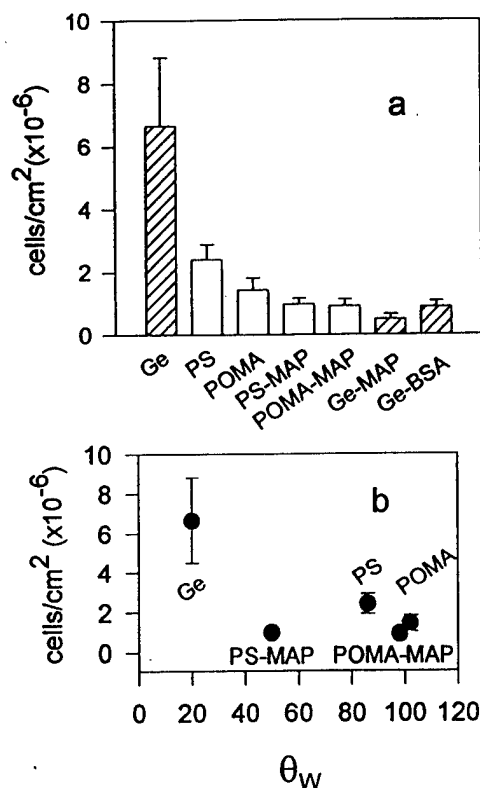 10
8
6
4
2
0
cells/cm²(x10⁻⁶)
a
Ge
PS
POMA
PS-MAP
POMA-MAP
Ge-MAP
Ge-BSA
10
8
6
4
2
0
cells/cm² (x10⁻⁶)
b
Ge
PS
POMA
PS-MAP
POMA-MAP
0 20 40 60 80 100 120
θw